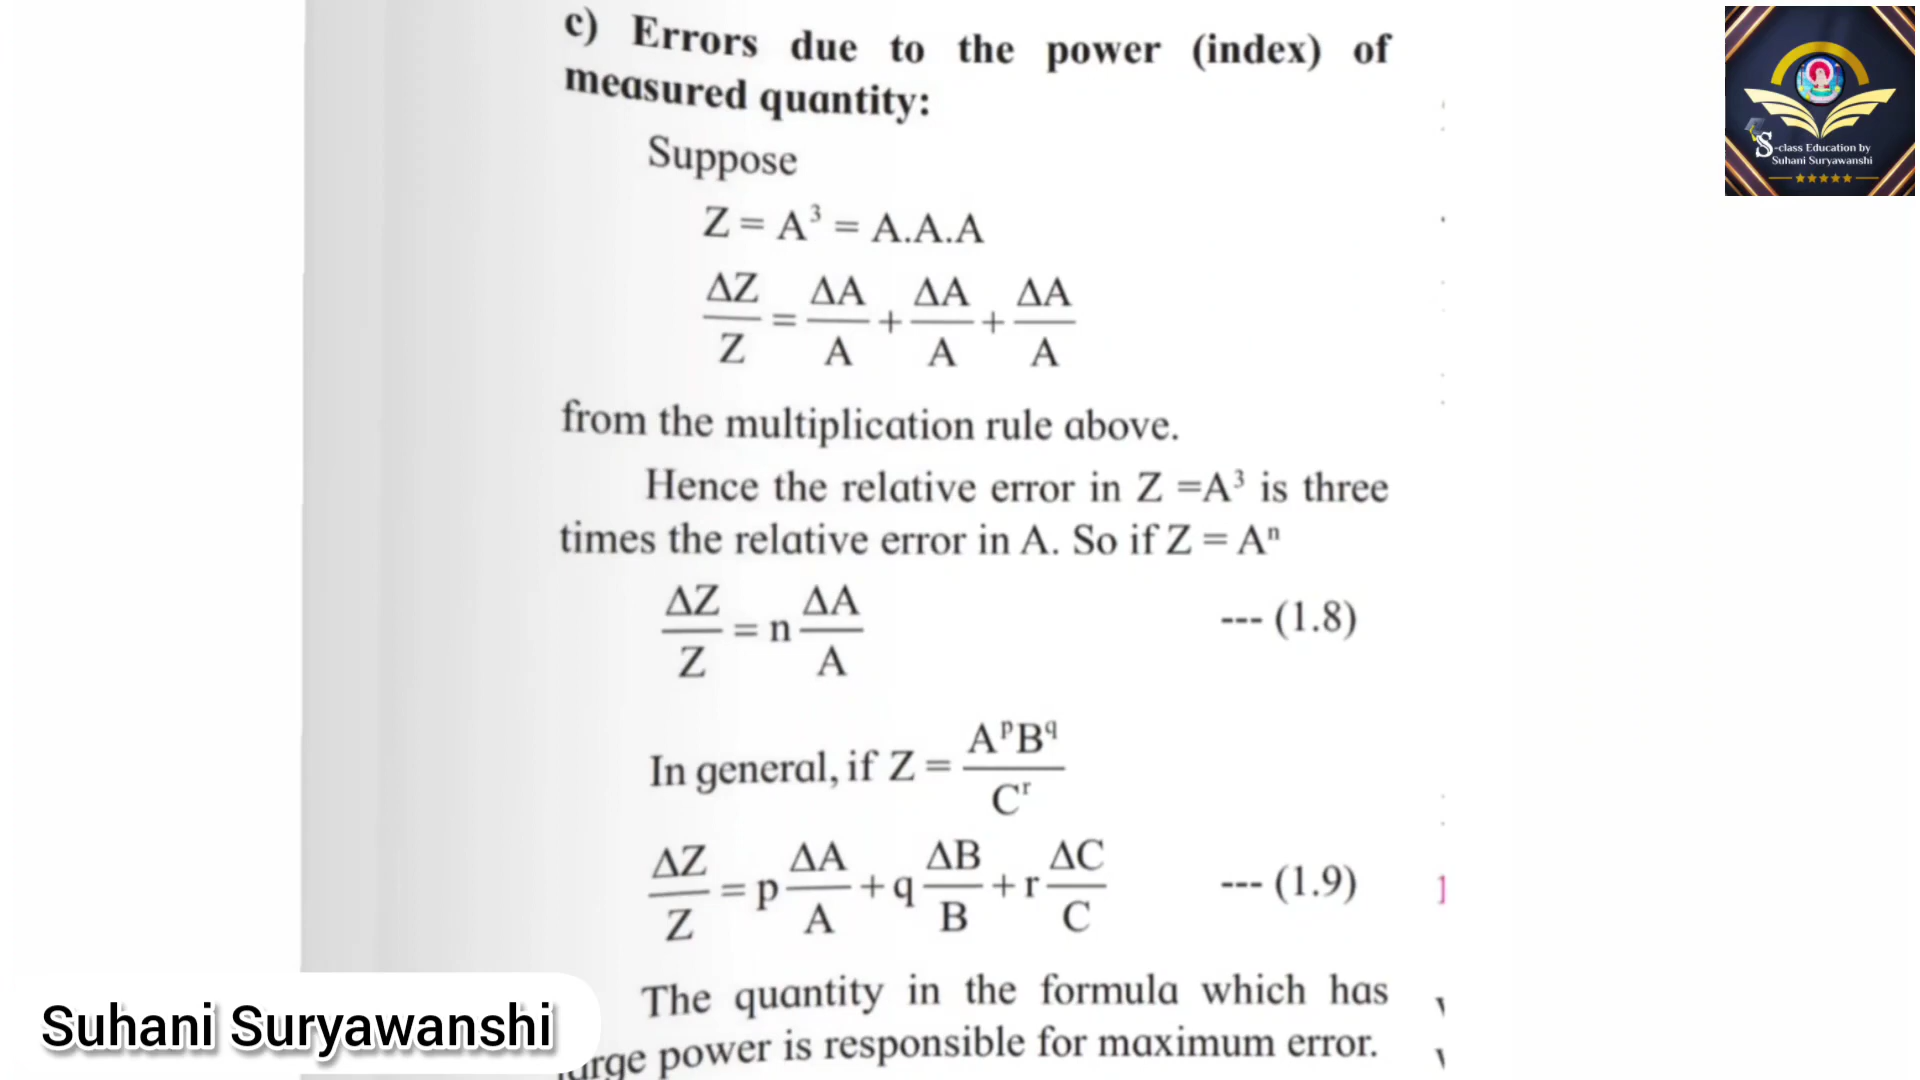 c) Errors due to the power (index) of
measured quantity:
Suppose
Z = A³ = A.A.A
ΔZ/Z = ΔA/A + ΔA/A + ΔA/A
from the multiplication rule above.
Hence the relative error in Z =A³ is three
times the relative error in A. So if Z = Aⁿ
ΔZ/Z = n ΔA/A --- (1.8)
In general, if Z = AᵖB^q/Cʳ
ΔZ/Z = p ΔA/A + q ΔB/B + r ΔC/C --- (1.9)
The quantity in the formula which has
large power is responsible for maximum error.
S-class Education by
Suhani Suryawanshi
Suhani Suryawanshi